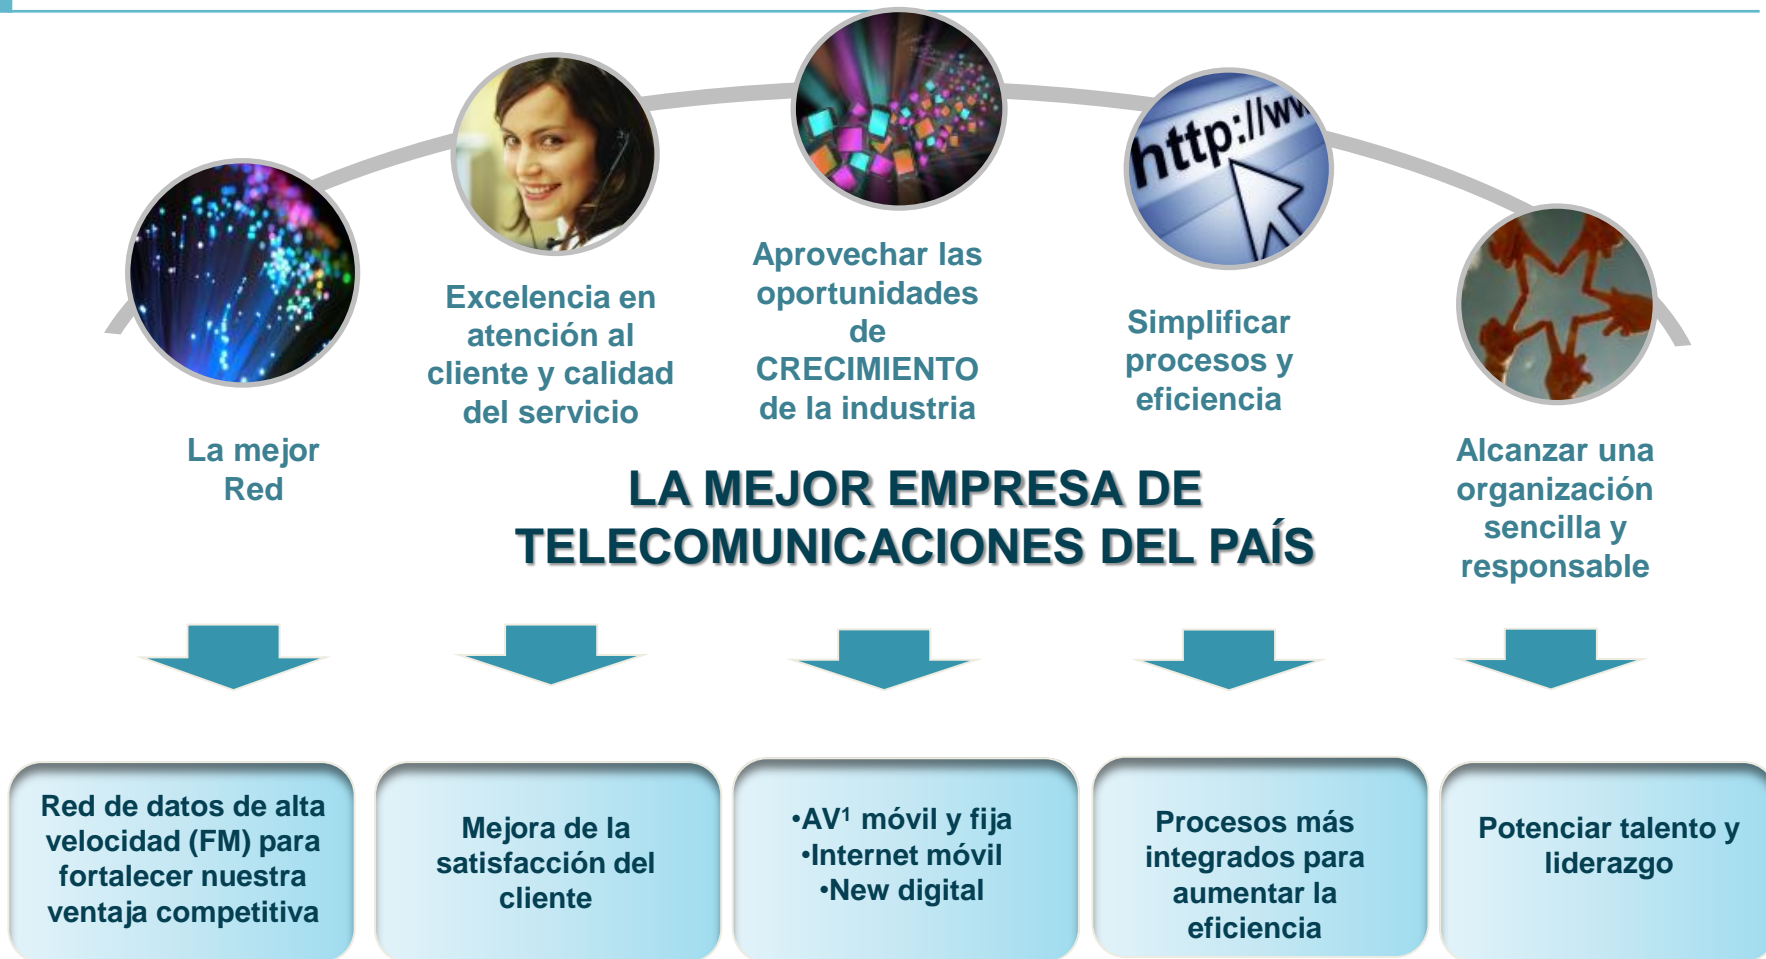 http://ww
La mejor
Red
Excelencia en
atención al
cliente y calidad
del servicio
Aprovechar las
oportunidades
de
CRECIMIENTO
de la industria
Simplificar
procesos y
eficiencia
Alcanzar una
organización
sencilla y
responsable
LA MEJOR EMPRESA DE
TELECOMUNICACIONES DEL PAÍS
Red de datos de alta
velocidad (FM) para
fortalecer nuestra
ventaja competitiva
Mejora de la
satisfacción del
cliente
•AV¹ móvil y fija
•Internet móvil
•New digital
Procesos más
integrados para
aumentar la
eficiencia
Potenciar talento y
liderazgo